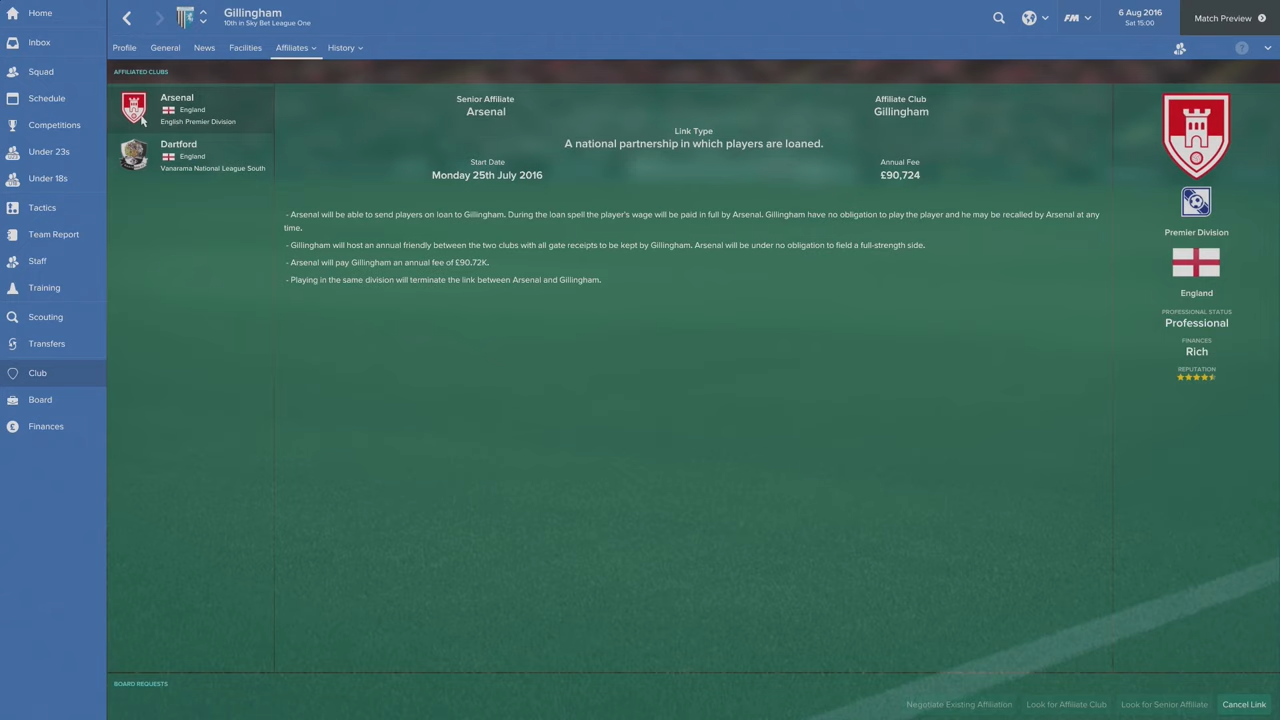 Home
Inbox
Squad
Schedule
Competitions
Under 23s
Under 18s
Tactics
Team Report
Staff
Training
Scouting
Transfers
Club
Board
Finances
Gillingham
10th in Sky Bet League One
FM
6 Aug 2016
Sat 15:00
Match Preview
Profile
General
News
Facilities
Affiliates
History
AFFILIATED CLUBS
Arsenal
England
English Premier Division
Dartford
England
Vanarama National League South
Senior Affiliate
Arsenal
Affiliate Club
Gillingham
Link Type
A national partnership in which players are loaned.
Start Date
Monday 25th July 2016
Annual Fee
£90,724
- Arsenal will be able to send players on loan to Gillingham. During the loan spell the player's wage will be paid in full by Arsenal. Gillingham have no obligation to play the player and he may be recalled by Arsenal at any
time.
- Gillingham will host an annual friendly between the two clubs with all gate receipts to be kept by Gillingham. Arsenal will be under no obligation to field a full-strength side.
- Arsenal will pay Gillingham an annual fee of £90.72K.
- Playing in the same division will terminate the link between Arsenal and Gillingham.
Premier Division
England
PROFESSIONAL STATUS
Professional
FINANCES
Rich
REPUTATION
BOARD REQUESTS
Negotiate Existing Affiliation
Look for Affiliate Club
Look for Senior Affiliate
Cancel Link